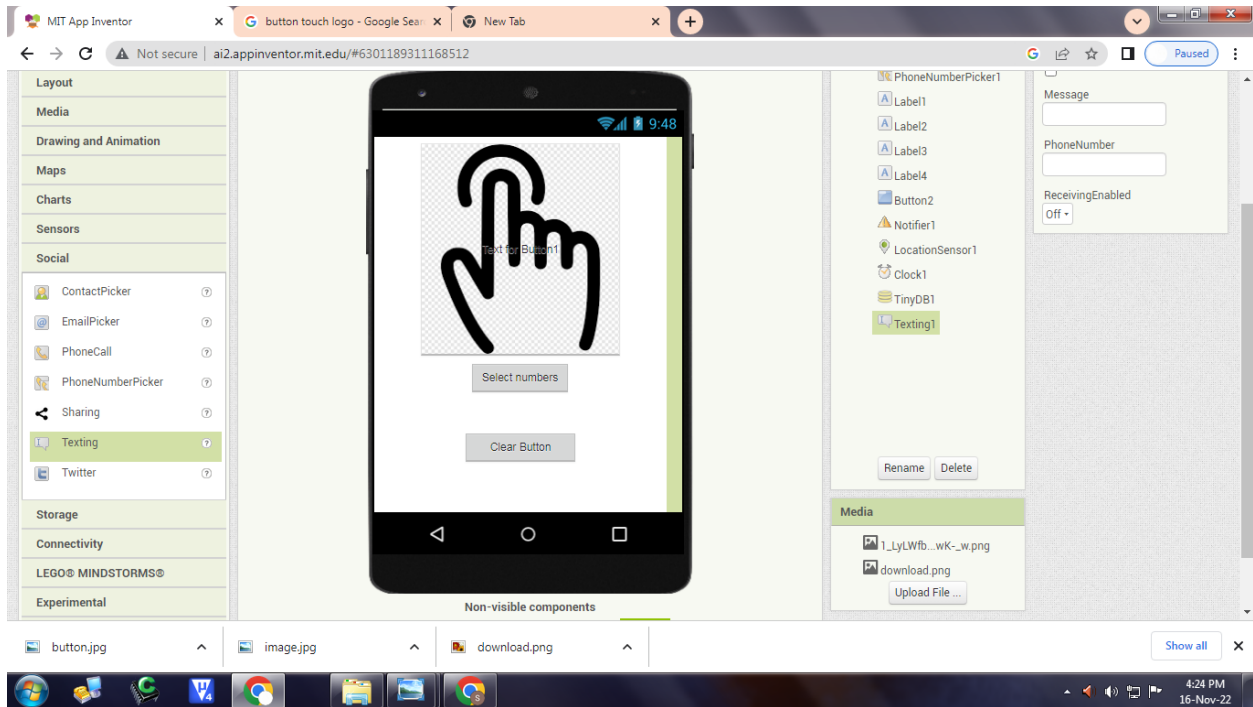 MIT App Inventor
button touch logo - Google Sear
New Tab
Not secure
ai2.appinventor.mit.edu/#6301189311168512
Paused
Layout
Media
Drawing and Animation
Maps
Charts
Sensors
Social
ContactPicker
EmailPicker
PhoneCall
PhoneNumberPicker
Sharing
Texting
Twitter
Storage
Connectivity
LEGO® MINDSTORMS®
Experimental
9:48
Text for Button1
Select numbers
Clear Button
Non-visible components
PhoneNumberPicker1
Label1
Label2
Label3
Label4
Button2
Notifier1
LocationSensor1
Clock1
TinyDB1
Texting1
Rename
Delete
Media
1_LyLWfb...wK-_w.png
download.png
Upload File ...
Message
PhoneNumber
ReceivingEnabled
Off
button.jpg
image.jpg
download.png
Show all
4:24 PM
16-Nov-22